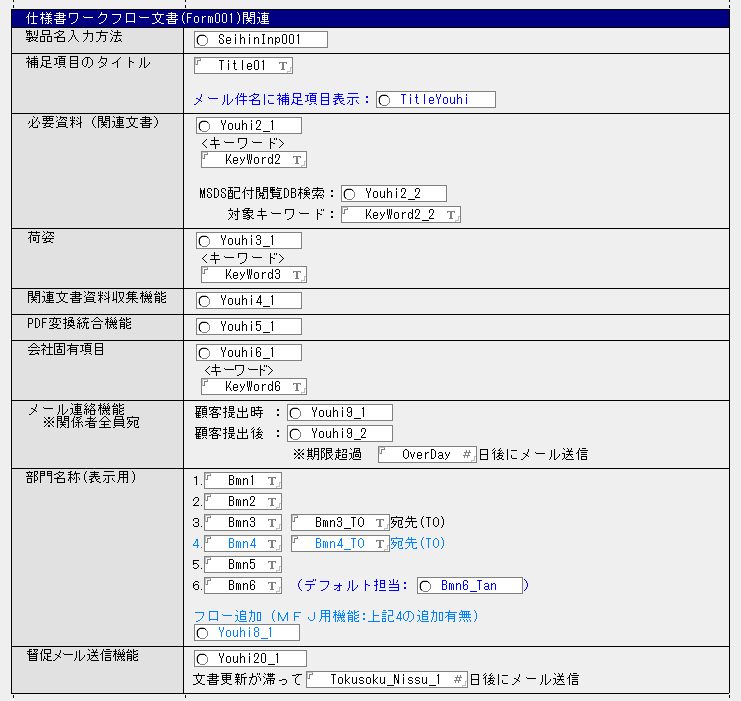 仕様書ワークフロー文書(Form001)関連
製品名入力方法 SeihinInp001
補足項目のタイトル Title01 T
メール件名に補足項目表示： TitleYouhi
必要資料（関連文書） Youhi2_1
<キーワード>
KeyWord2 T
MSDS配付閲覧DB検索： Youhi2_2
対象キーワード： KeyWord2_2 T
荷姿 Youhi3_1
<キーワード>
KeyWord3 T
関連文書資料収集機能 Youhi4_1
PDF変換統合機能 Youhi5_1
会社固有項目 Youhi6_1
<キーワード>
KeyWord6 T
メール連絡機能 顧客提出時 ： Youhi9_1
※関係者全員宛
顧客提出後 ： Youhi9_2
※期限超過 OverDay #日後にメール送信
部門名称(表示用) 1. Bmn1 T
2. Bmn2 T
3. Bmn3 T Bmn3_TO T宛先(TO)
4. Bmn4 T Bmn4_TO T宛先(TO)
5. Bmn5 T
6. Bmn6 T （デフォルト担当： Bmn6_Tan ）
フロー追加（ＭＦＪ用機能:上記4の追加有無）
Youhi8_1
督促メール送信機能 Youhi20_1
文書更新が滞って Tokusoku_Nissu_1 #日後にメール送信